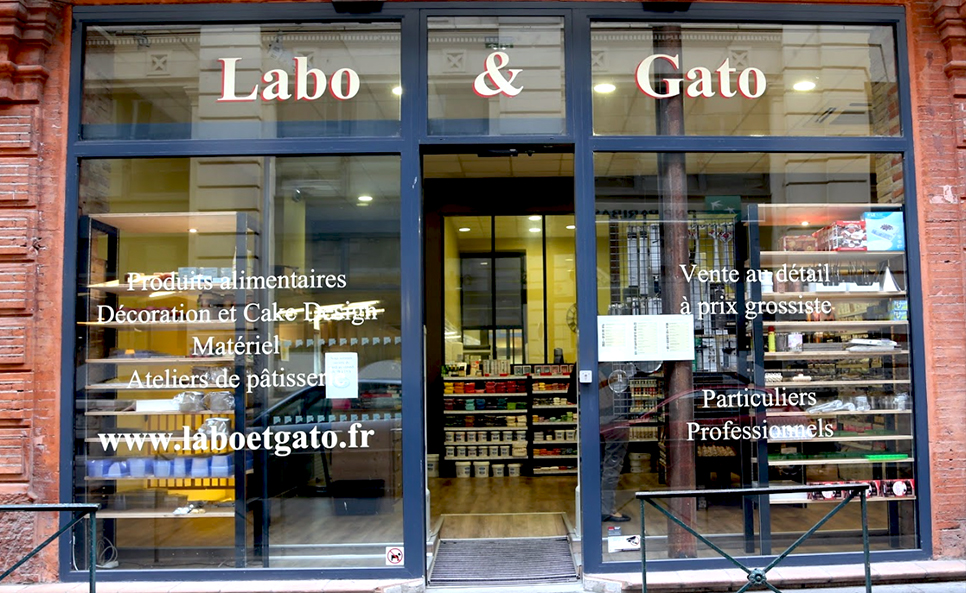 Labo & Gato
Produits alimentaires
Décoration et Cake Design
Matériel
Ateliers de pâtisserie
www.laboetgato.fr
Vente au détail
à prix grossiste
Particuliers
Professionnels